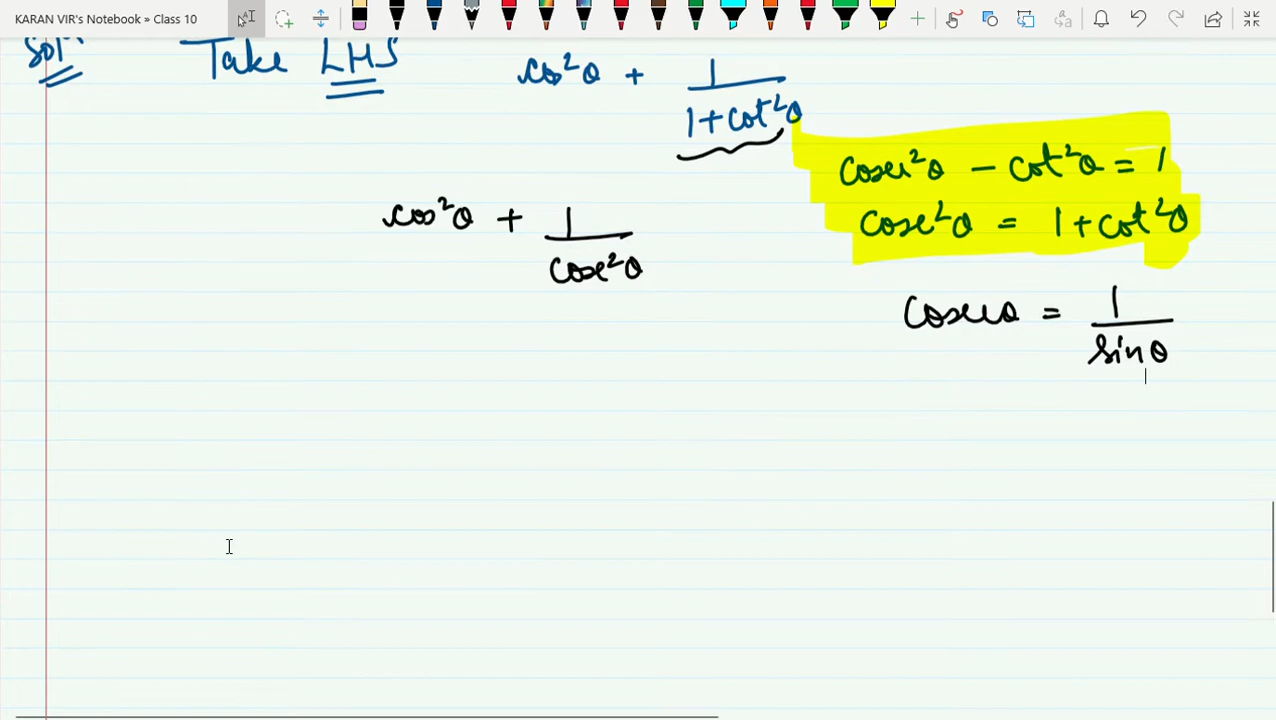 KARAN VIR's Notebook » Class 10
Soln Take LHS cos²θ + 1/(1+cot²θ)
cosec²θ − cot²θ = 1
cosec²θ = 1+cot²θ
cos²θ + 1/cosec²θ
cosecθ = 1/sinθ